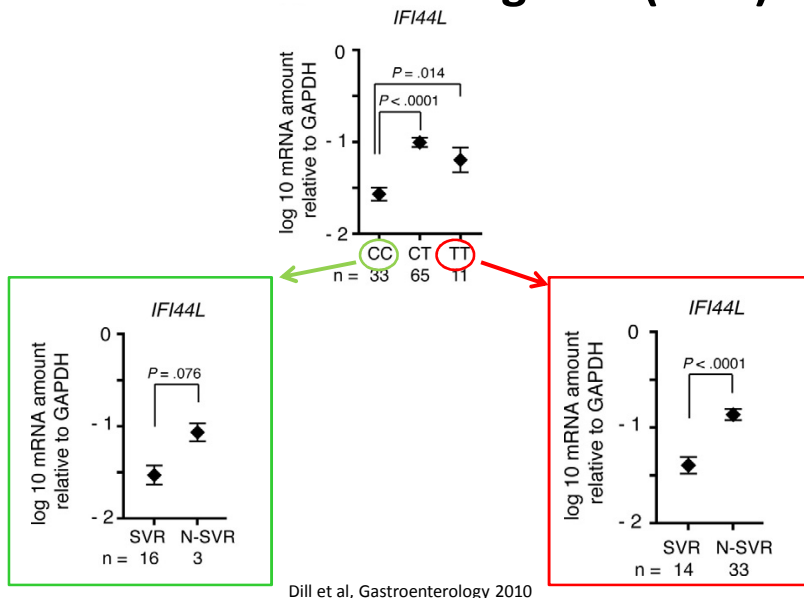 IFI44L
log 10 mRNA amount
relative to GAPDH
0
- 1
- 2
P = .014
P < .0001
CC CT TT
n = 33 65 11
IFI44L
log 10 mRNA amount
relative to GAPDH
0
- 1
- 2
P = .076
SVR N-SVR
n = 16 3
IFI44L
log 10 mRNA amount
relative to GAPDH
0
- 1
- 2
P < .0001
SVR N-SVR
n = 14 33
Dill et al, Gastroenterology 2010